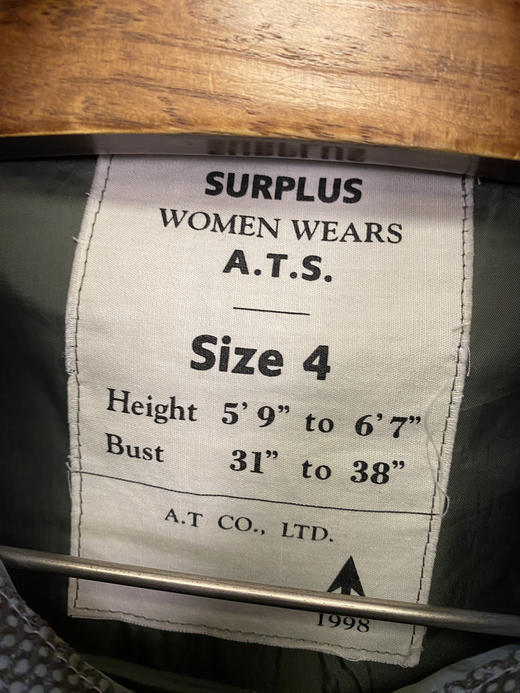 SURPLUS
WOMEN WEARS
A.T.S.
Size 4
Height 5’ 9” to 6’ 7”
Bust 31” to 38”
A.T CO., LTD.
1998